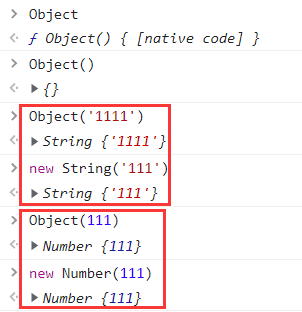 > Object
<· ƒ Object() { [native code] }
> Object()
<· ▶ {}
> Object('1111')
<· ▶ String {'1111'}
> new String('111')
<· ▶ String {'111'}
> Object(111)
<· ▶ Number {111}
> new Number(111)
<· ▶ Number {111}